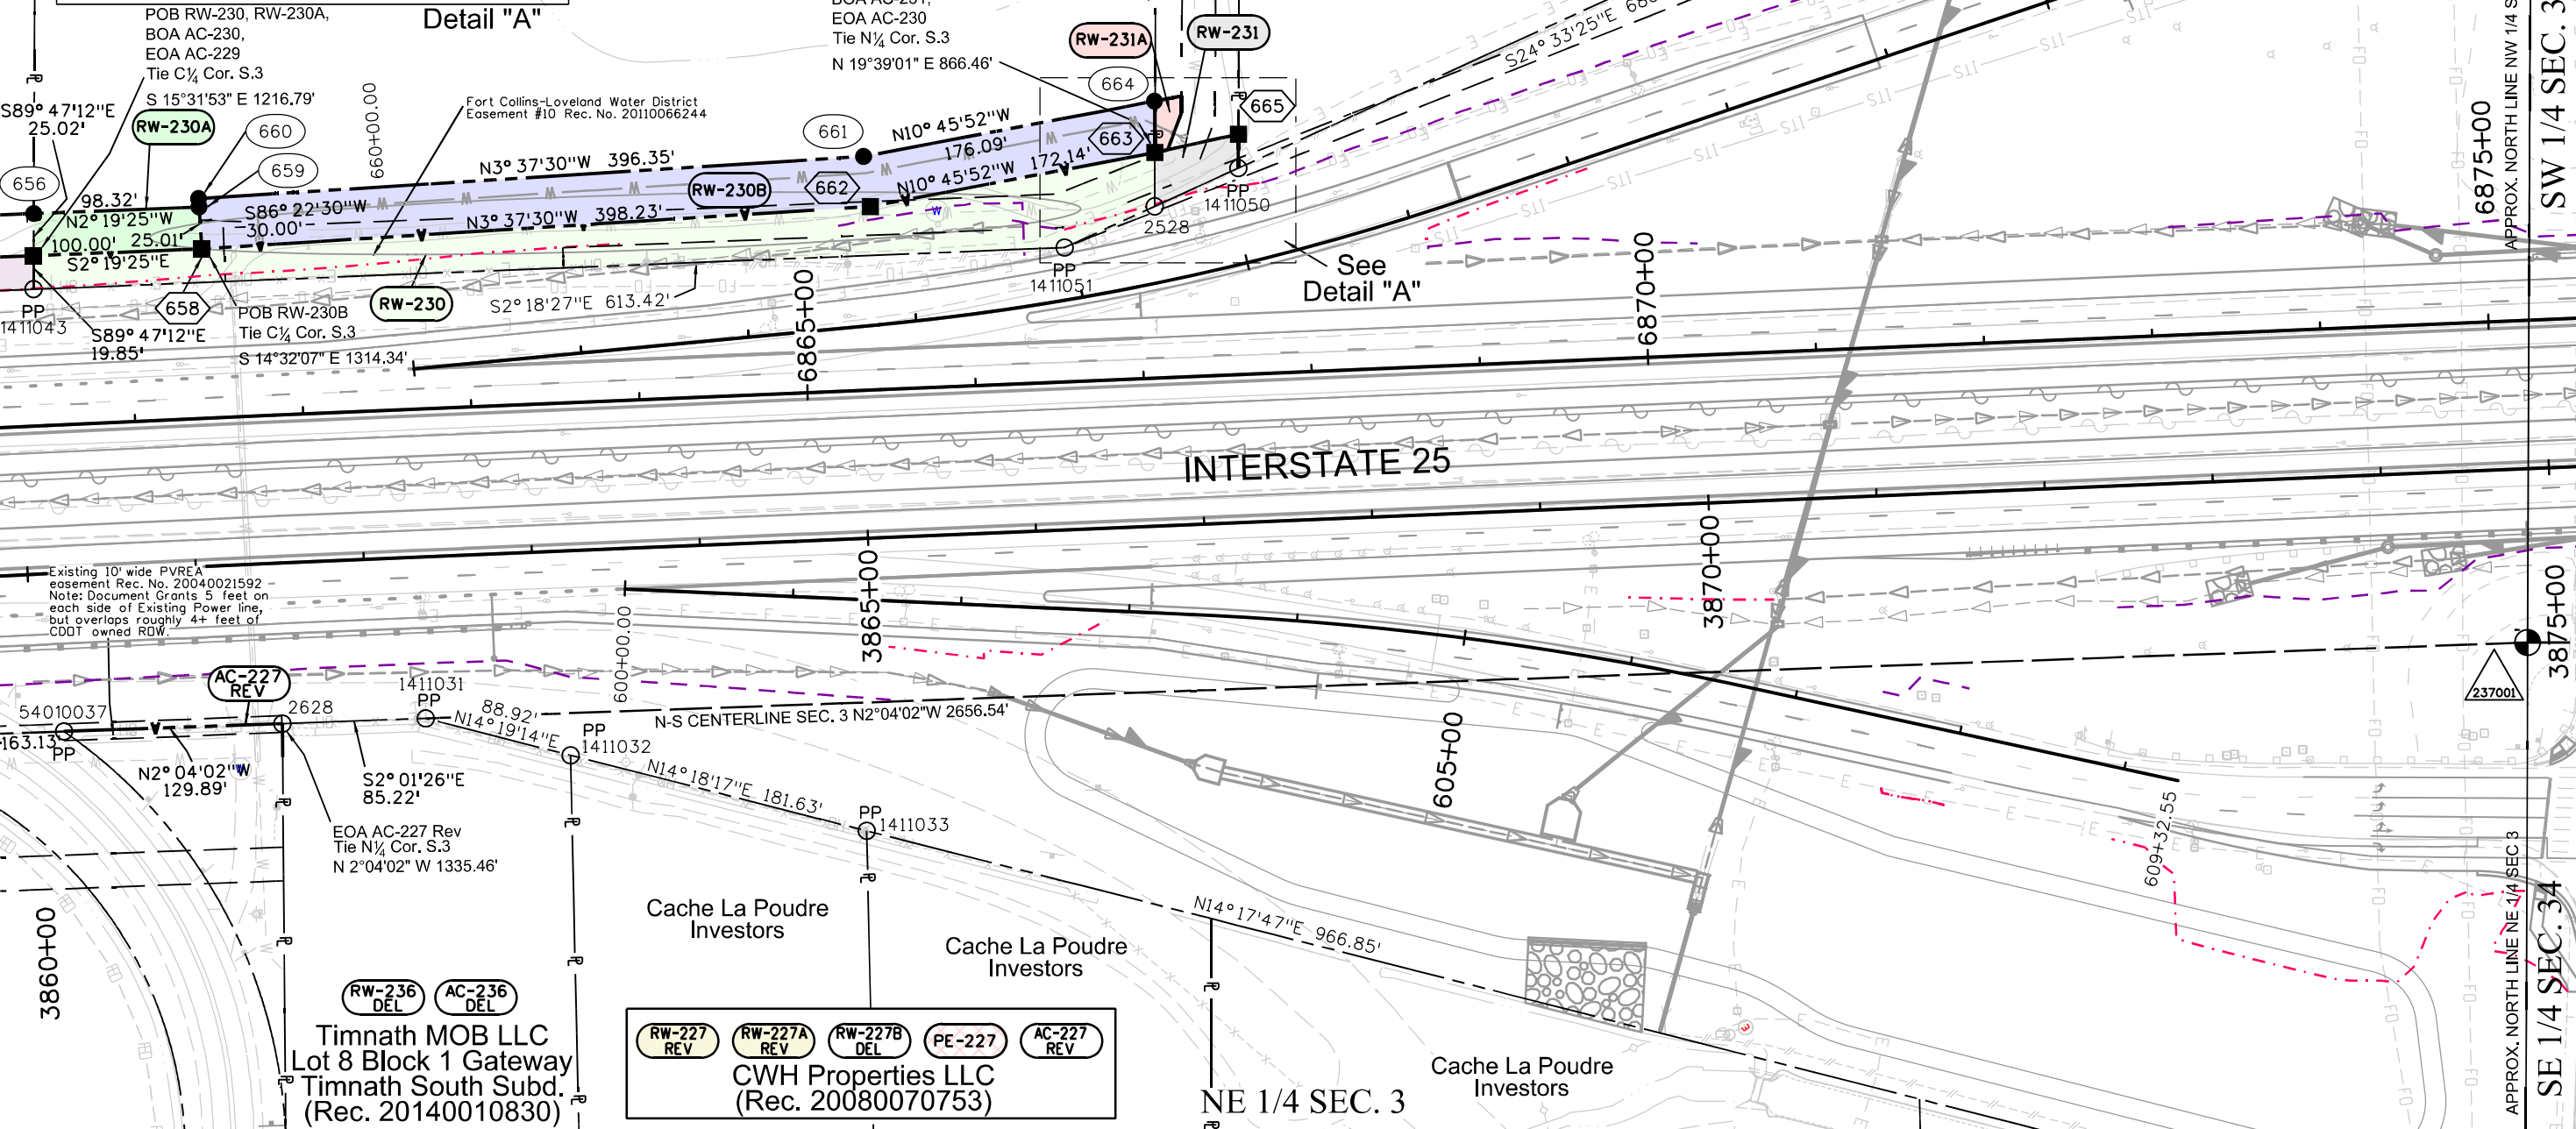 POB RW-230, RW-230A,
BOA AC-230,
EOA AC-229
Tie C¼ Cor. S.3
S 15°31'53" E 1216.79'
Detail "A"
EOA AC-230
Tie N¼ Cor. S.3
N 19°39'01" E 866.46'
RW-231A
RW-231
S89° 47'12"E
25.02'
RW-230A
660
659
656
660+00.00
Fort Collins-Loveland Water District
Easement #10 Rec. No. 20110066244
661
664
663
665
N10° 45'52"W
176.09'
N3° 37'30"W 396.35'
RW-230B
662
N10° 45'52"W 172.14'
98.32'
N2° 19'25"W
S86° 22'30"W
30.00'
N3° 37'30"W 398.23'
100.00' 25.01'
S2° 19'25"E
PP
1411050
2528
PP
1411051
PP
1411043
658
S89° 47'12"E
19.85'
POB RW-230B
Tie C¼ Cor. S.3
S 14°32'07" E 1314.34'
RW-230
S2° 18'27"E 613.42'
See
Detail "A"
6865+00
6870+00
6875+00
APPROX. NORTH LINE NW 1/4 S
SW 1/4 SEC. 3
INTERSTATE 25
Existing 10' wide PVREA
easement Rec. No. 20040021592
Note: Document Grants 5 feet on
each side of Existing Power line,
but overlaps roughly 4+ feet of
CDOT owned ROW.
3865+00
3870+00
3875+00
237001
AC-227
REV
600+00.00
1411031
PP
54010037
PP
163.13
2628
88.92'
N14° 19'14"E
N-S CENTERLINE SEC. 3 N2°04'02"W 2656.54'
PP
1411032
N2° 04'02"W
129.89'
S2° 01'26"E
85.22'
N14° 18'17"E 181.63'
PP
1411033
605+00
609+32.55
EOA AC-227 Rev
Tie N¼ Cor. S.3
N 2°04'02" W 1335.46'
3860+00
Cache La Poudre
Investors
Cache La Poudre
Investors
N14° 17'47"E 966.85'
RW-236
DEL
AC-236
DEL
Timnath MOB LLC
Lot 8 Block 1 Gateway
Timnath South Subd.
(Rec. 20140010830)
RW-227
REV
RW-227A
REV
RW-227B
DEL
PE-227
AC-227
REV
CWH Properties LLC
(Rec. 20080070753)
Cache La Poudre
Investors
NE 1/4 SEC. 3
APPROX. NORTH LINE NE 1/4 SEC 3
SE 1/4 SEC. 34